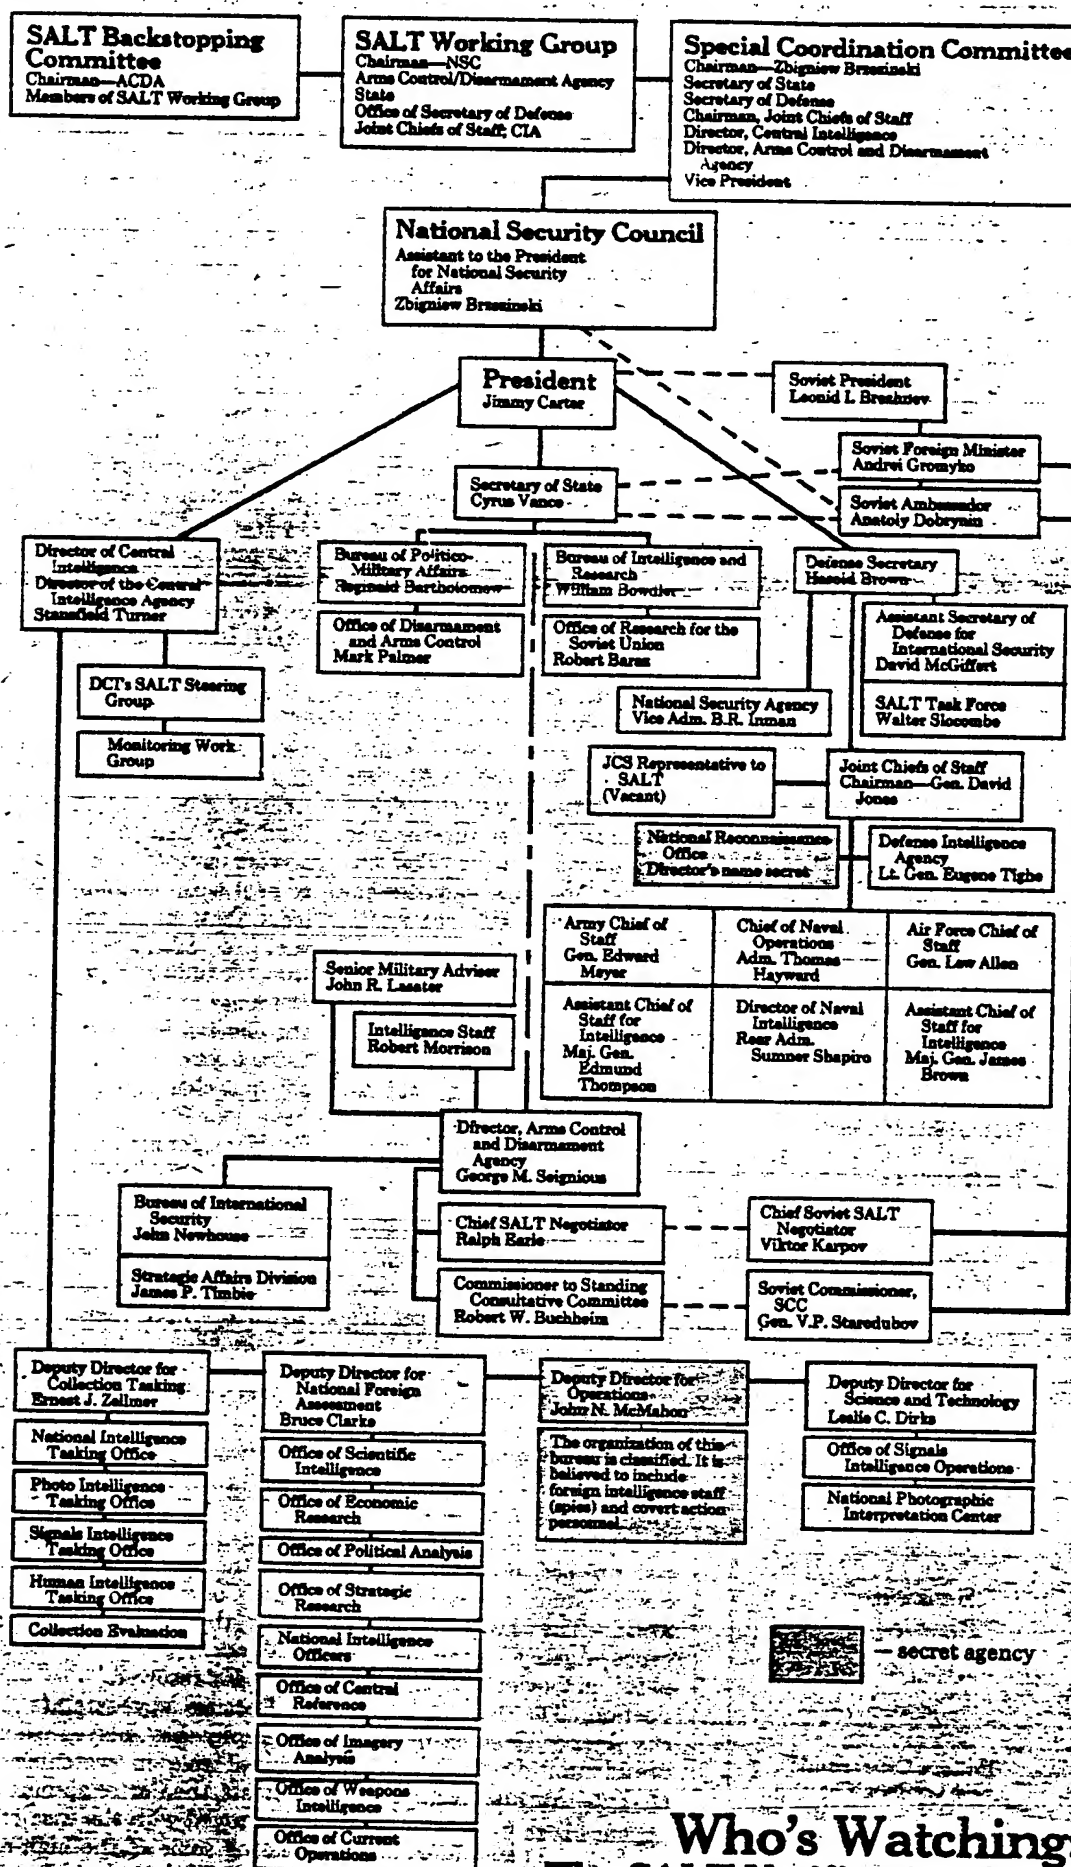 SALT Backstopping
Committee
Chairman—ACDA
Members of SALT Working Group
SALT Working Group
Chairman—NSC
Arms Control/Disarmament Agency
State
Office of Secretary of Defense
Joint Chiefs of Staff; CIA
Special Coordination Committee
Chairman—Zbigniew Brzezinski
Secretary of State
Secretary of Defense
Chairman, Joint Chiefs of Staff
Director, Central Intelligence
Director, Arms Control and Disarmament
Agency
Vice President
National Security Council
Assistant to the President
for National Security
Affairs
Zbigniew Brzezinski
President
Jimmy Carter
Soviet President
Leonid I. Brezhnev
Soviet Foreign Minister
Andrei Gromyko
Secretary of State
Cyrus Vance
Soviet Ambassador
Anatoly Dobrynin
Director of Central
Intelligence
Director of the Central
Intelligence Agency
Stansfield Turner
Bureau of Politico-
Military Affairs
Reginald Bartholomew
Bureau of Intelligence and
Research
William Bowdler
Defense Secretary
Harold Brown
Office of Disarmament
and Arms Control
Mark Palmer
Office of Research for the
Soviet Union
Robert Baraz
Assistant Secretary of
Defense for
International Security
David McGiffert
DCI's SALT Steering
Group
National Security Agency
Vice Adm. B.R. Inman
SALT Task Force
Walter Slocombe
Monitoring Work
Group
JCS Representative to
SALT
(Vacant)
Joint Chiefs of Staff
Chairman—Gen. David
Jones
National Reconnaissance
Office
Director's name secret
Defense Intelligence
Agency
Lt. Gen. Eugene Tighe
Army Chief of
Staff
Gen. Edward
Meyer
Chief of Naval
Operations
Adm. Thomas
Hayward
Air Force Chief of
Staff
Gen. Lew Allen
Senior Military Adviser
John R. Lasater
Assistant Chief of
Staff for
Intelligence
Maj. Gen.
Edmund
Thompson
Director of Naval
Intelligence
Rear Adm.
Sumner Shapiro
Assistant Chief of
Staff for
Intelligence
Maj. Gen. James
Brown
Intelligence Staff
Robert Morrison
Director, Arms Control
and Disarmament
Agency
George M. Seignious
Bureau of International
Security
John Newhouse
Chief SALT Negotiator
Ralph Earle
Chief Soviet SALT
Negotiator
Viktor Karpov
Strategic Affairs Division
James P. Timbie
Commissioner to Standing
Consultative Committee
Robert W. Buchheim
Soviet Commissioner,
SCC
Gen. V.P. Staredubov
Deputy Director for
Collection Tasking
Ernest J. Zellmer
National Intelligence
Tasking Office
Photo Intelligence
Tasking Office
Signals Intelligence
Tasking Office
Human Intelligence
Tasking Office
Collection Evaluation
Deputy Director for
National Foreign
Assessment
Bruce Clarke
Office of Scientific
Intelligence
Office of Economic
Research
Office of Political Analysis
Office of Strategic
Research
National Intelligence
Officers
Office of Central
Reference
Office of Imagery
Analysis
Office of Weapons
Intelligence
Office of Current
Operations
Deputy Director for
Operations
John N. McMahon
The organization of this
bureau is classified. It is
believed to include
foreign intelligence staff
(spies) and covert action
personnel.
Deputy Director for
Science and Technology
Leslie C. Dirks
Office of Signals
Intelligence Operations
National Photographic
Interpretation Center
— secret agency
Who's Watching